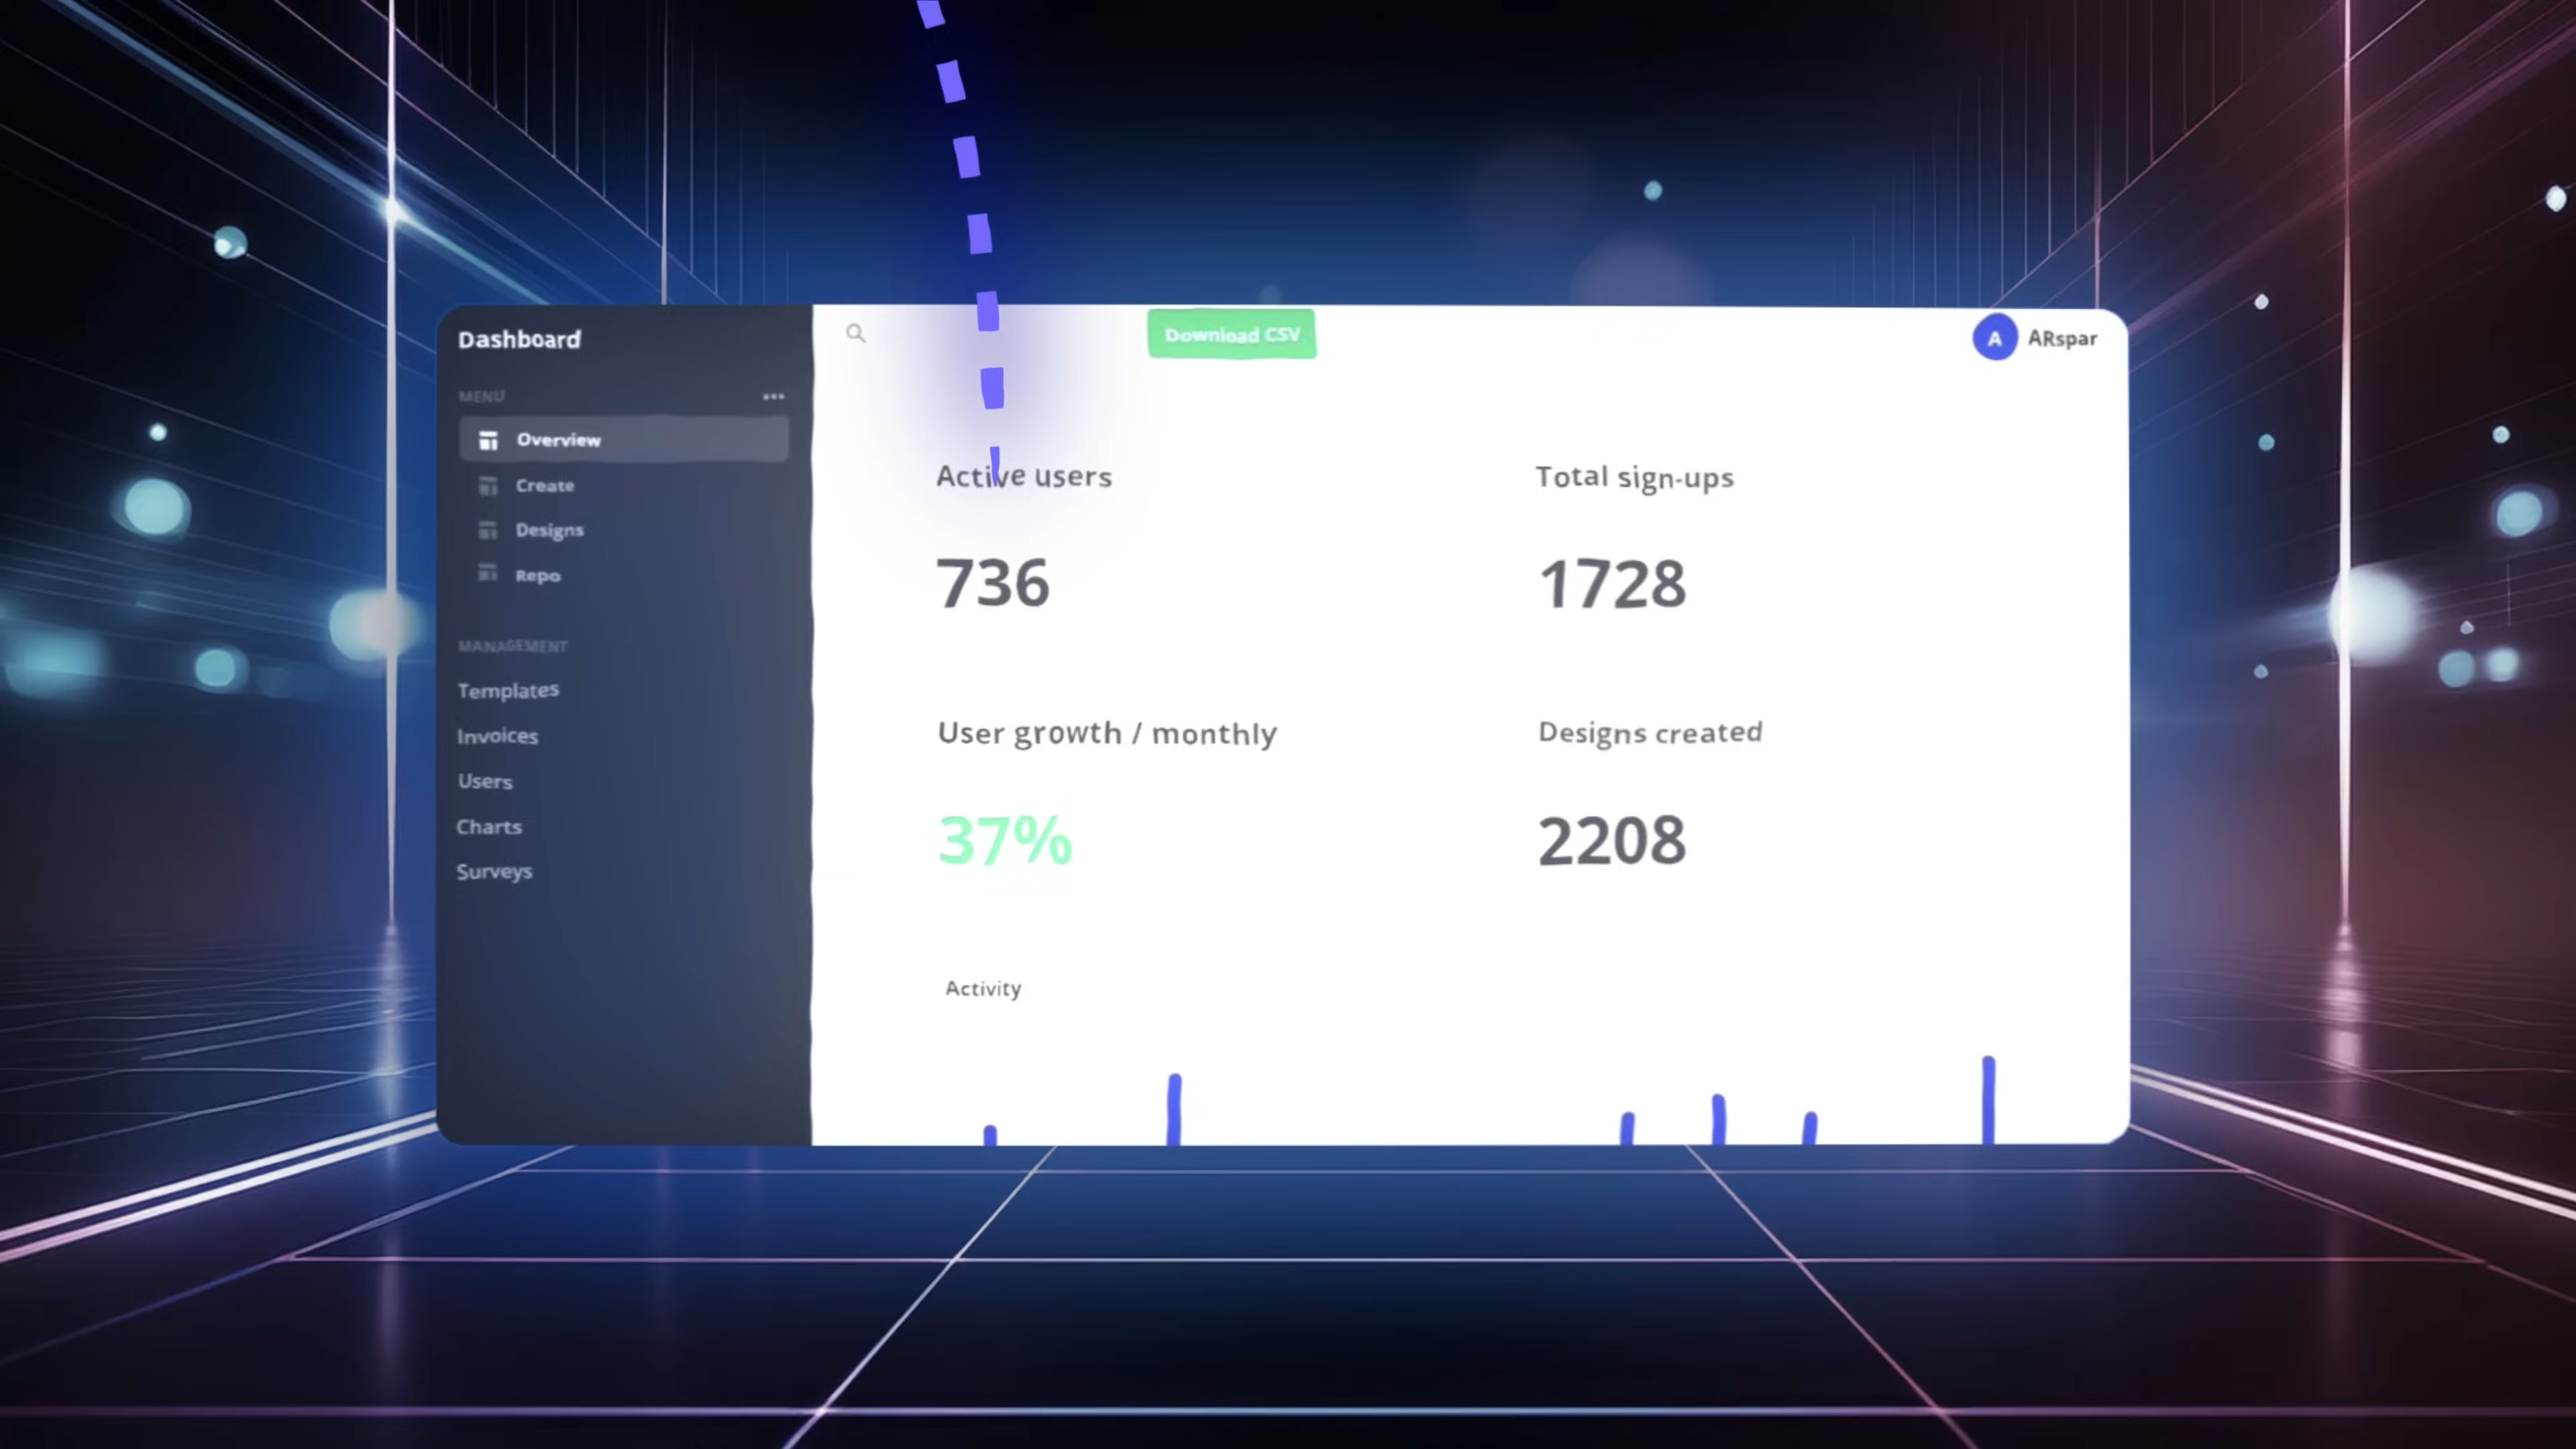 Dashboard
MENU
Overview
Create
Designs
Repo
MANAGEMENT
Templates
Invoices
Users
Charts
Surveys
Download CSV
A
ARspar
Active users
736
Total sign-ups
1728
User growth / monthly
37%
Designs created
2208
Activity